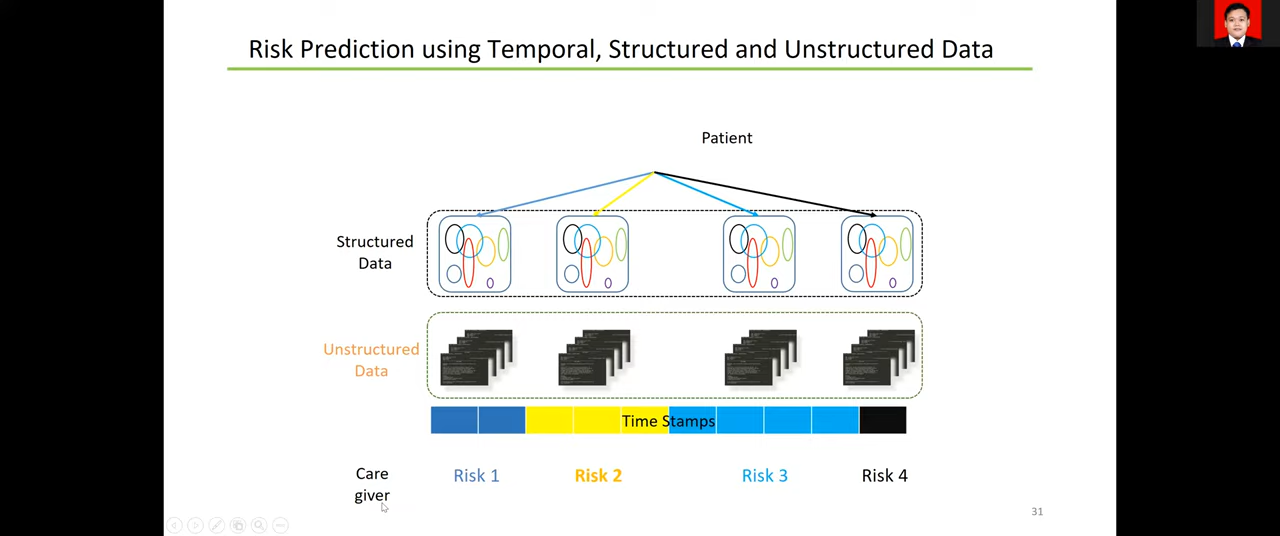 Risk Prediction using Temporal, Structured and Unstructured Data
Patient
Structured
Data
Unstructured
Data
Time Stamps
Care
giver
Risk 1
Risk 2
Risk 3
Risk 4
31